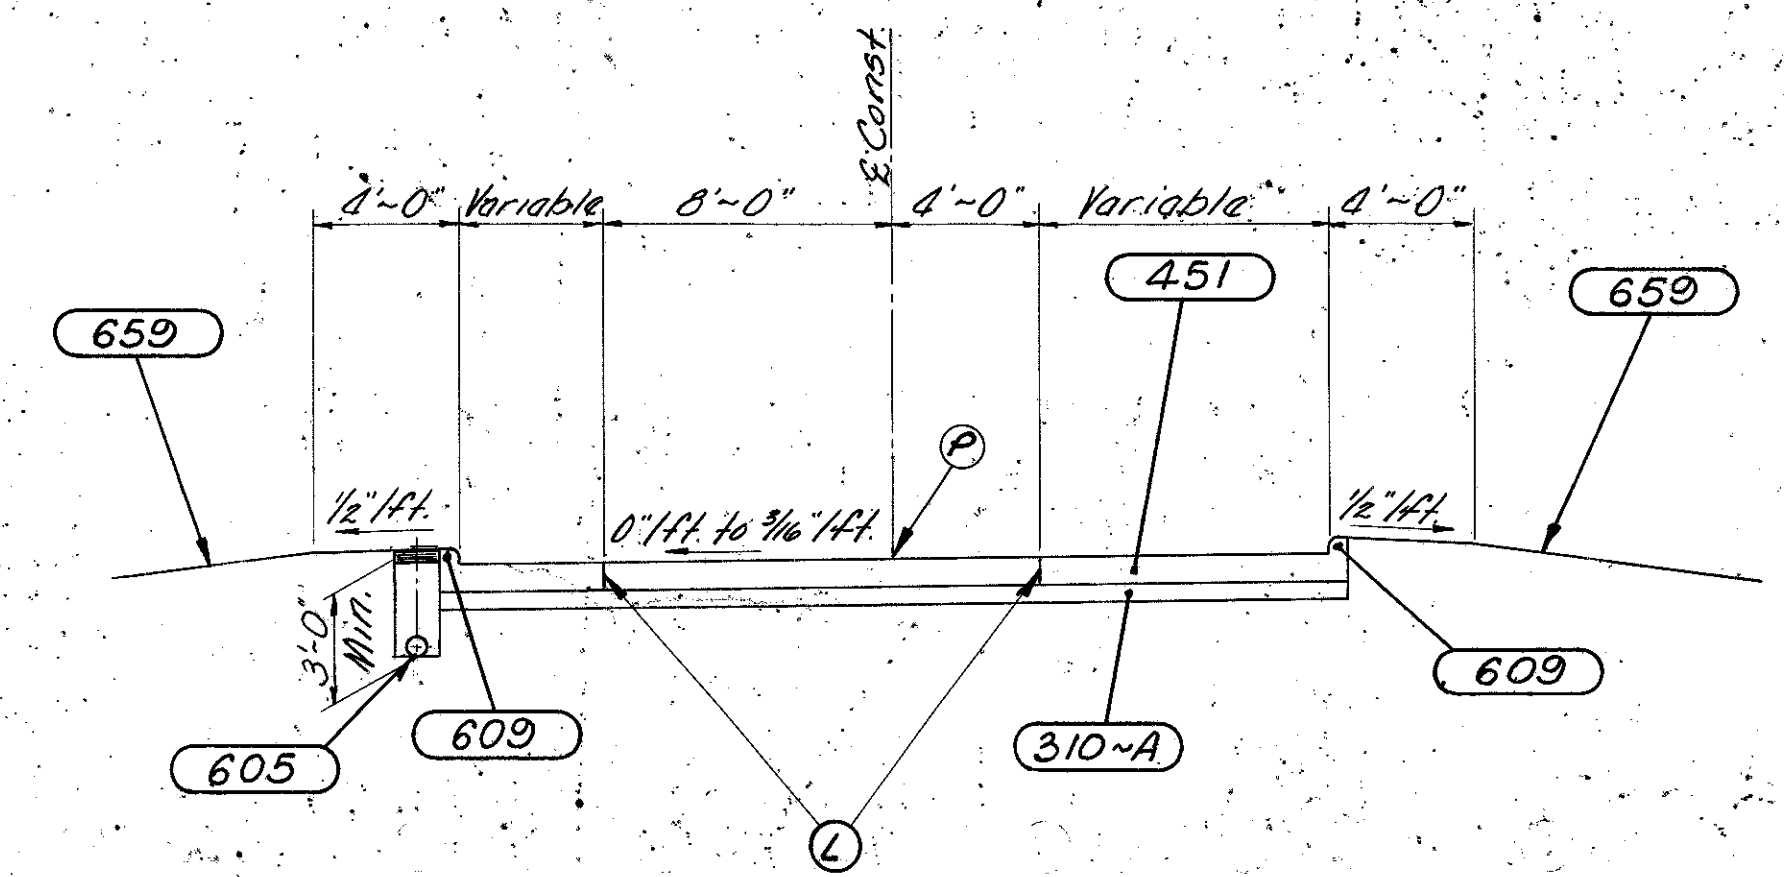 ℄ Const.
4'~0" Variable 8'~0" 4'~0" Variable 4'~0"
451
659
659
P
1/2"/ft.
0"/ft. to 3/16"/ft.
1/2"/ft.
3'-0"
Min.
609
609
310~A
605
L